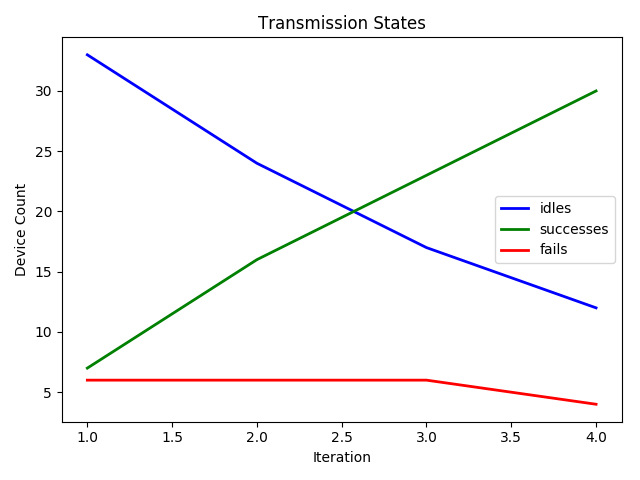 Transmission States
Device Count
30
25
20
15
10
5
idles
successes
fails
1.0 1.5 2.0 2.5 3.0 3.5 4.0
Iteration